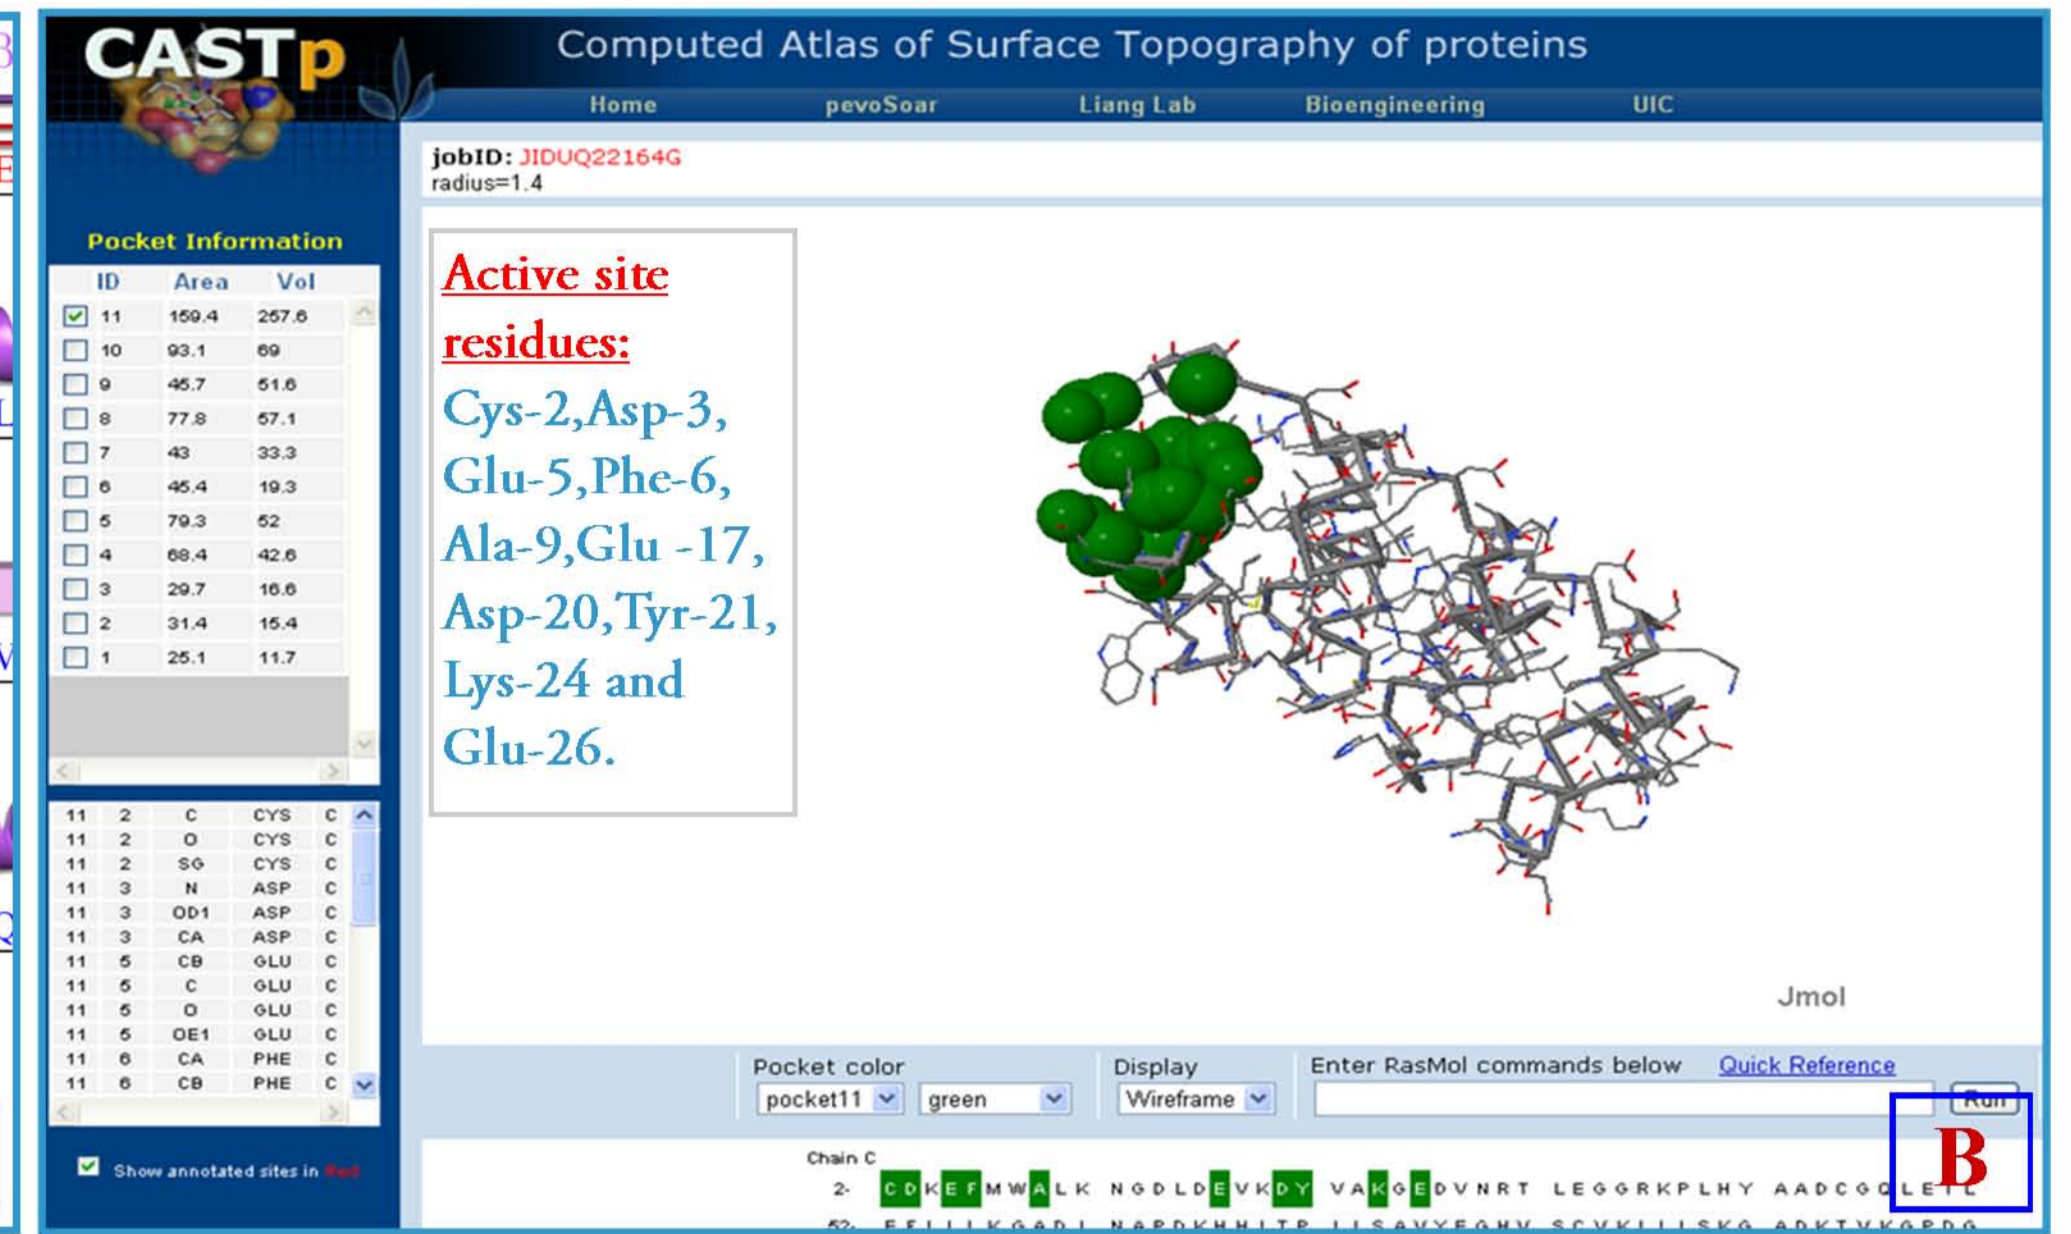 CASTp
Computed Atlas of Surface Topography of proteins
Home pevoSoar Liang Lab Bioengineering UIC
jobID: JIDUQ22164G
radius=1.4
Pocket Information
ID Area Vol
11 159.4 257.6
10 93.1 69
9 45.7 51.6
8 77.8 57.1
7 43 33.3
6 45.4 19.3
5 79.3 52
4 68.4 42.6
3 29.7 16.6
2 31.4 15.4
1 25.1 11.7
11 2 C CYS C
11 2 O CYS C
11 2 SG CYS C
11 3 N ASP C
11 3 OD1 ASP C
11 3 CA ASP C
11 5 CB GLU C
11 5 C GLU C
11 5 O GLU C
11 5 OE1 GLU C
11 6 CA PHE C
11 6 CB PHE C
Show annotated sites in Red
Active site
residues:
Cys-2,Asp-3,
Glu-5,Phe-6,
Ala-9,Glu -17,
Asp-20,Tyr-21,
Lys-24 and
Glu-26.
Jmol
Pocket color Display Enter RasMol commands below Quick Reference
pocket11 green Wireframe Run
B
Chain C
2- CDKEFMWALK NGDLDEVKDY VAKGEDVNRT LEGGRKPLHY AADCGQLEIL